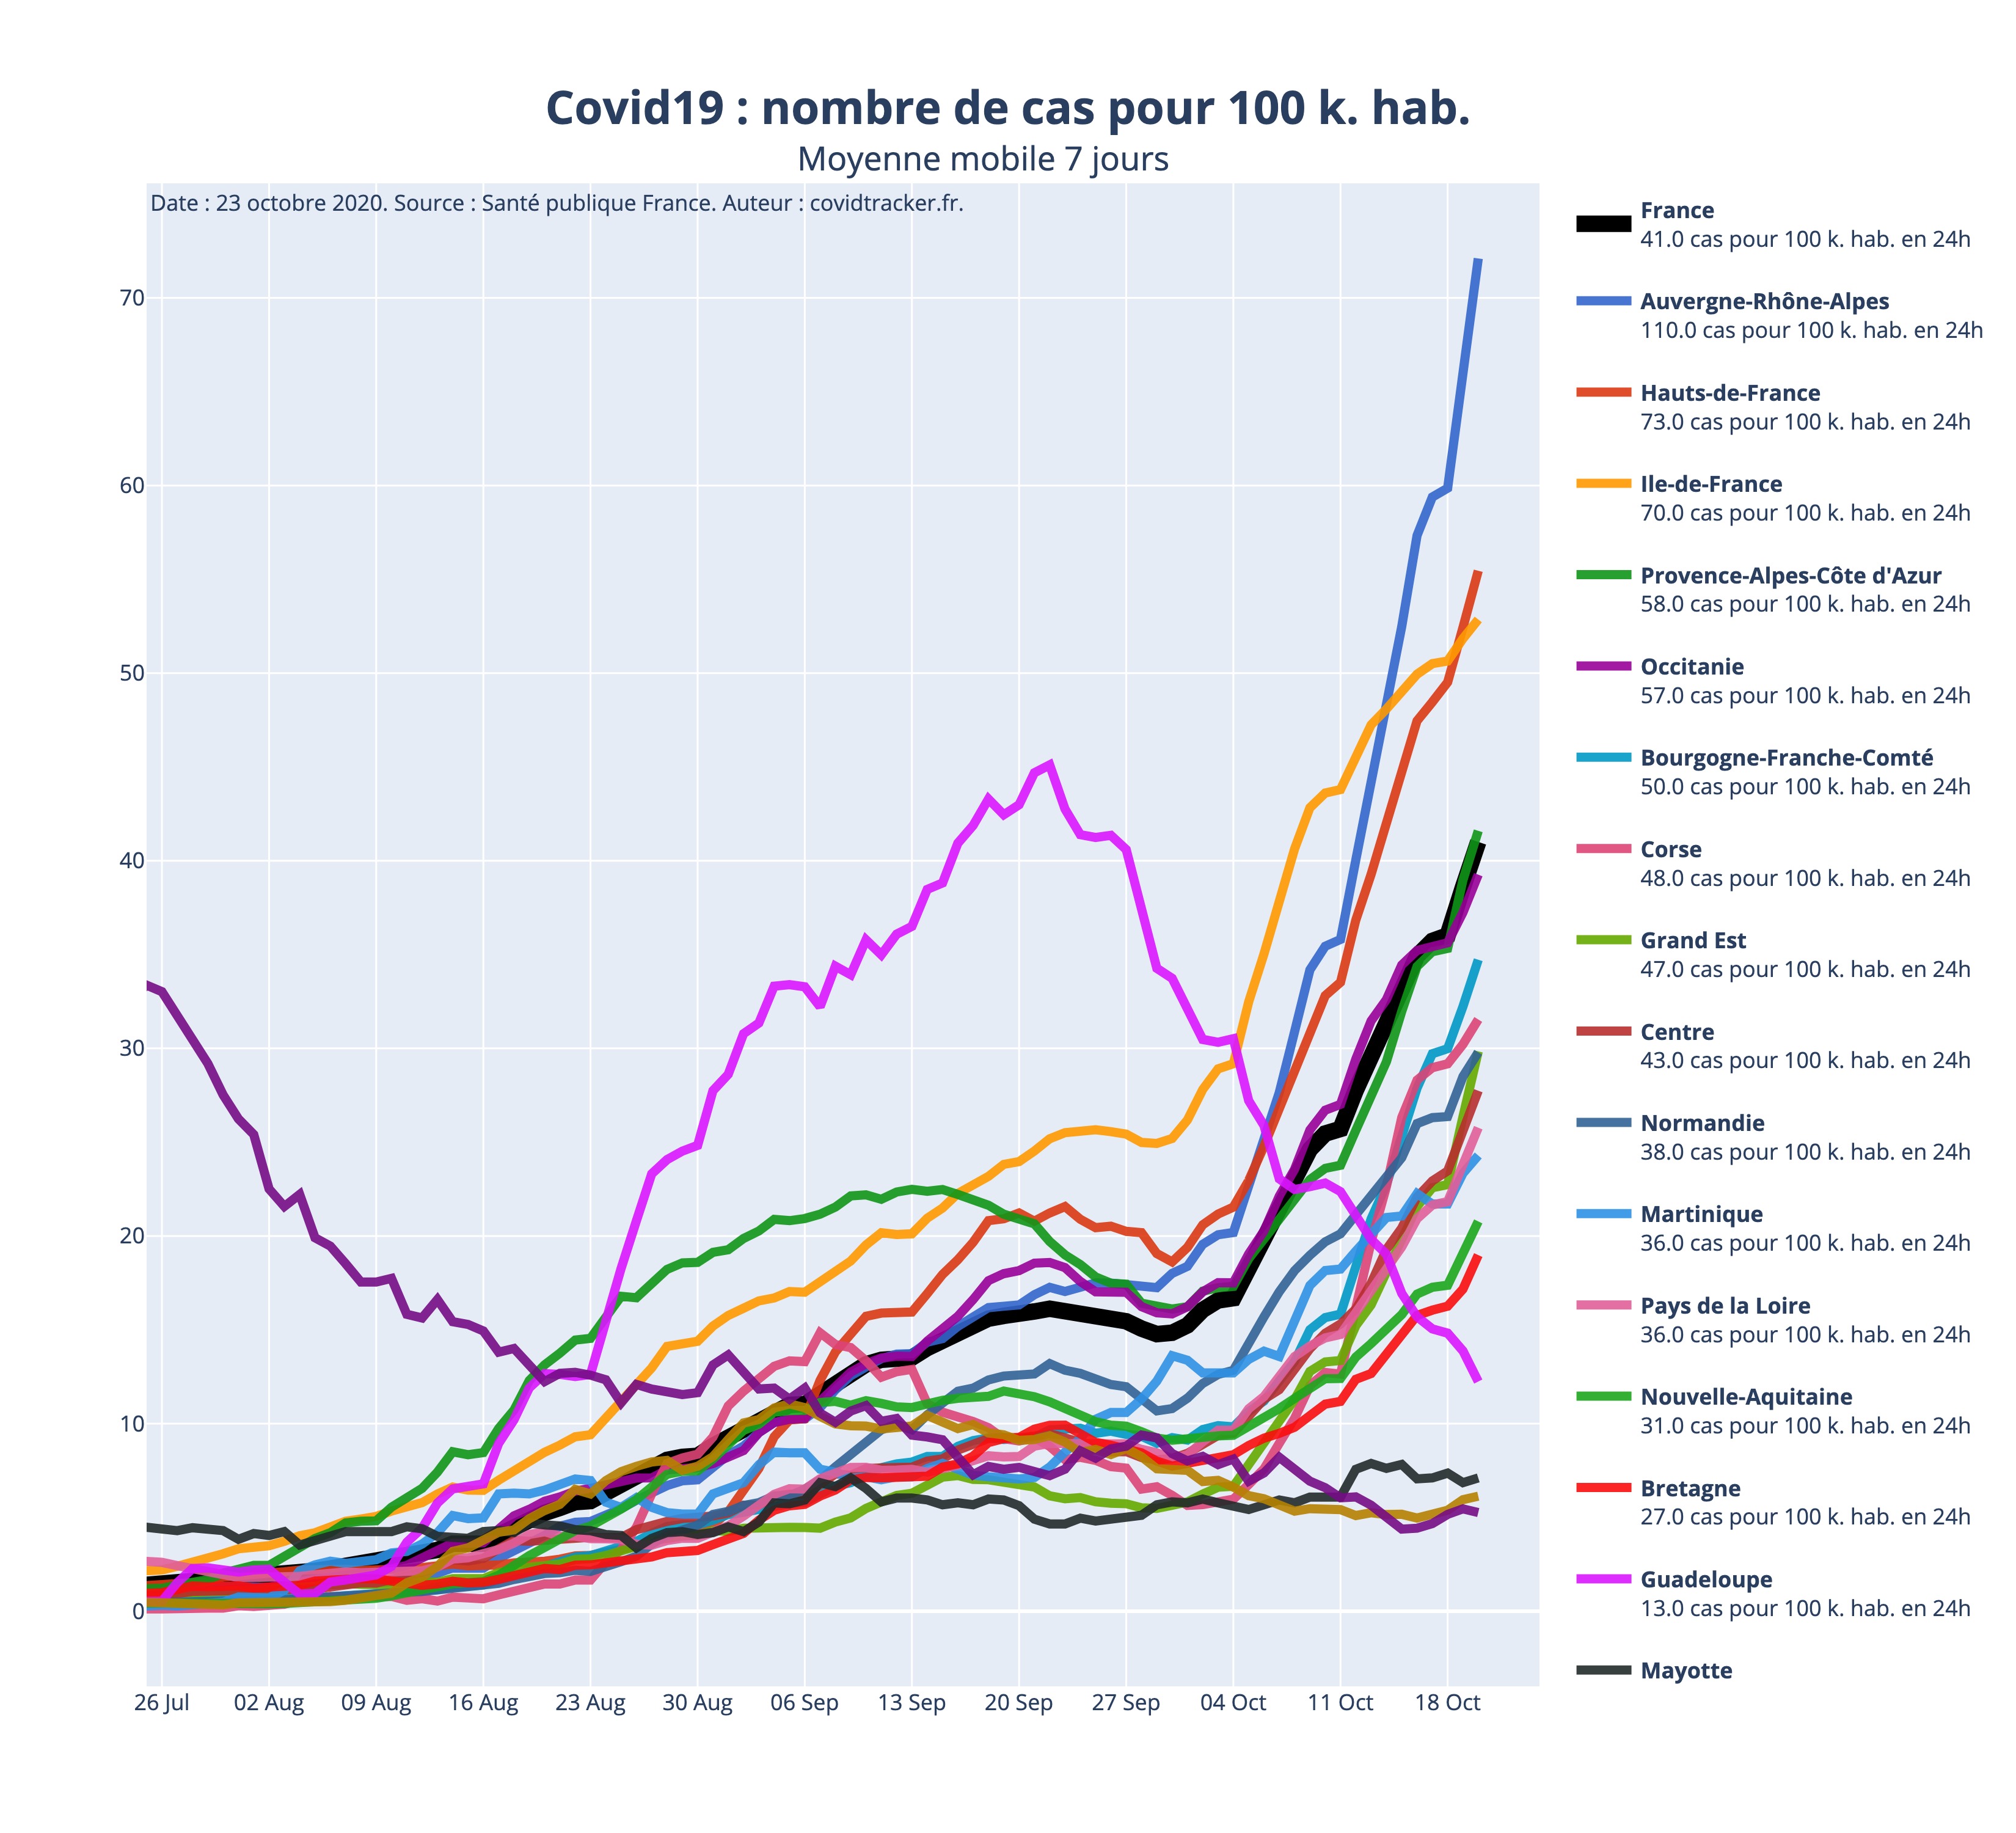 Covid19 : nombre de cas pour 100 k. hab.
Moyenne mobile 7 jours
Date : 23 octobre 2020. Source : Santé publique France. Auteur : covidtracker.fr.
70
60
50
40
30
20
10
0
26 Jul
02 Aug
09 Aug
16 Aug
23 Aug
30 Aug
06 Sep
13 Sep
20 Sep
27 Sep
04 Oct
11 Oct
18 Oct
France
41.0 cas pour 100 k. hab. en 24h
Auvergne-Rhône-Alpes
110.0 cas pour 100 k. hab. en 24h
Hauts-de-France
73.0 cas pour 100 k. hab. en 24h
Ile-de-France
70.0 cas pour 100 k. hab. en 24h
Provence-Alpes-Côte d'Azur
58.0 cas pour 100 k. hab. en 24h
Occitanie
57.0 cas pour 100 k. hab. en 24h
Bourgogne-Franche-Comté
50.0 cas pour 100 k. hab. en 24h
Corse
48.0 cas pour 100 k. hab. en 24h
Grand Est
47.0 cas pour 100 k. hab. en 24h
Centre
43.0 cas pour 100 k. hab. en 24h
Normandie
38.0 cas pour 100 k. hab. en 24h
Martinique
36.0 cas pour 100 k. hab. en 24h
Pays de la Loire
36.0 cas pour 100 k. hab. en 24h
Nouvelle-Aquitaine
31.0 cas pour 100 k. hab. en 24h
Bretagne
27.0 cas pour 100 k. hab. en 24h
Guadeloupe
13.0 cas pour 100 k. hab. en 24h
Mayotte